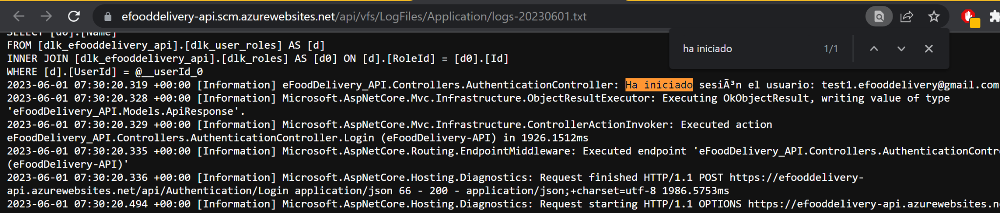 efooddelivery-api.scm.azurewebsites.net/api/vfs/LogFiles/Application/logs-20230601.txt
ha iniciado 1/1
SELECT [d0].[Name]
FROM [dlk_efooddelivery_api].[dlk_user_roles] AS [d]
INNER JOIN [dlk_efooddelivery_api].[dlk_roles] AS [d0] ON [d].[RoleId] = [d0].[Id]
WHERE [d].[UserId] = @__userId_0
2023-06-01 07:30:20.319 +00:00 [Information] eFoodDelivery_API.Controllers.AuthenticationController: Ha iniciado sesiÃ³n el usuario: test1.efooddelivery@gmail.com
2023-06-01 07:30:20.328 +00:00 [Information] Microsoft.AspNetCore.Mvc.Infrastructure.ObjectResultExecutor: Executing OkObjectResult, writing value of type
'eFoodDelivery_API.Models.ApiResponse'.
2023-06-01 07:30:20.329 +00:00 [Information] Microsoft.AspNetCore.Mvc.Infrastructure.ControllerActionInvoker: Executed action
eFoodDelivery_API.Controllers.AuthenticationController.Login (eFoodDelivery-API) in 1926.1512ms
2023-06-01 07:30:20.335 +00:00 [Information] Microsoft.AspNetCore.Routing.EndpointMiddleware: Executed endpoint 'eFoodDelivery_API.Controllers.AuthenticationContr
(eFoodDelivery-API)'
2023-06-01 07:30:20.336 +00:00 [Information] Microsoft.AspNetCore.Hosting.Diagnostics: Request finished HTTP/1.1 POST https://efooddelivery-
api.azurewebsites.net/api/Authentication/Login application/json 66 - 200 - application/json;+charset=utf-8 1986.5753ms
2023-06-01 07:30:20.494 +00:00 [Information] Microsoft.AspNetCore.Hosting.Diagnostics: Request starting HTTP/1.1 OPTIONS https://efooddelivery-api.azurewebsites.n